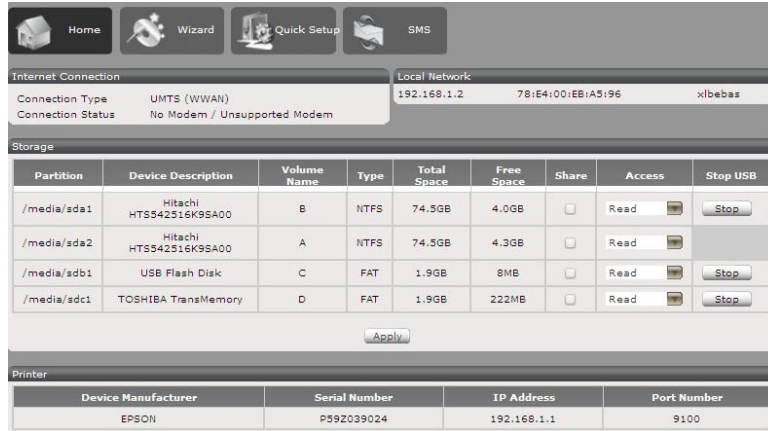 Home Wizard Quick Setup SMS
Internet Connection
Connection Type UMTS (WWAN)
Connection Status No Modem / Unsupported Modem
Local Network
192.168.1.2 78:E4:00:EB:A5:96 xlbebas
Storage
Partition Device Description Volume Name Type Total Space Free Space Share Access Stop USB
/media/sda1 Hitachi HTS542516K9SA00 B NTFS 74.5GB 4.0GB Read Stop
/media/sda2 Hitachi HTS542516K9SA00 A NTFS 74.5GB 4.3GB Read
/media/sdb1 USB Flash Disk C FAT 1.9GB 8MB Read Stop
/media/sdc1 TOSHIBA TransMemory D FAT 1.9GB 222MB Read Stop
Apply
Printer
Device Manufacturer Serial Number IP Address Port Number
EPSON P59Z039024 192.168.1.1 9100